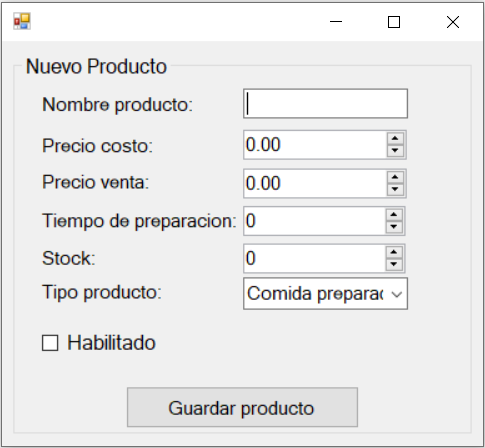 Nuevo Producto
Nombre producto:
Precio costo: 0.00
Precio venta: 0.00
Tiempo de preparacion: 0
Stock: 0
Tipo producto: Comida preparac
Habilitado
Guardar producto